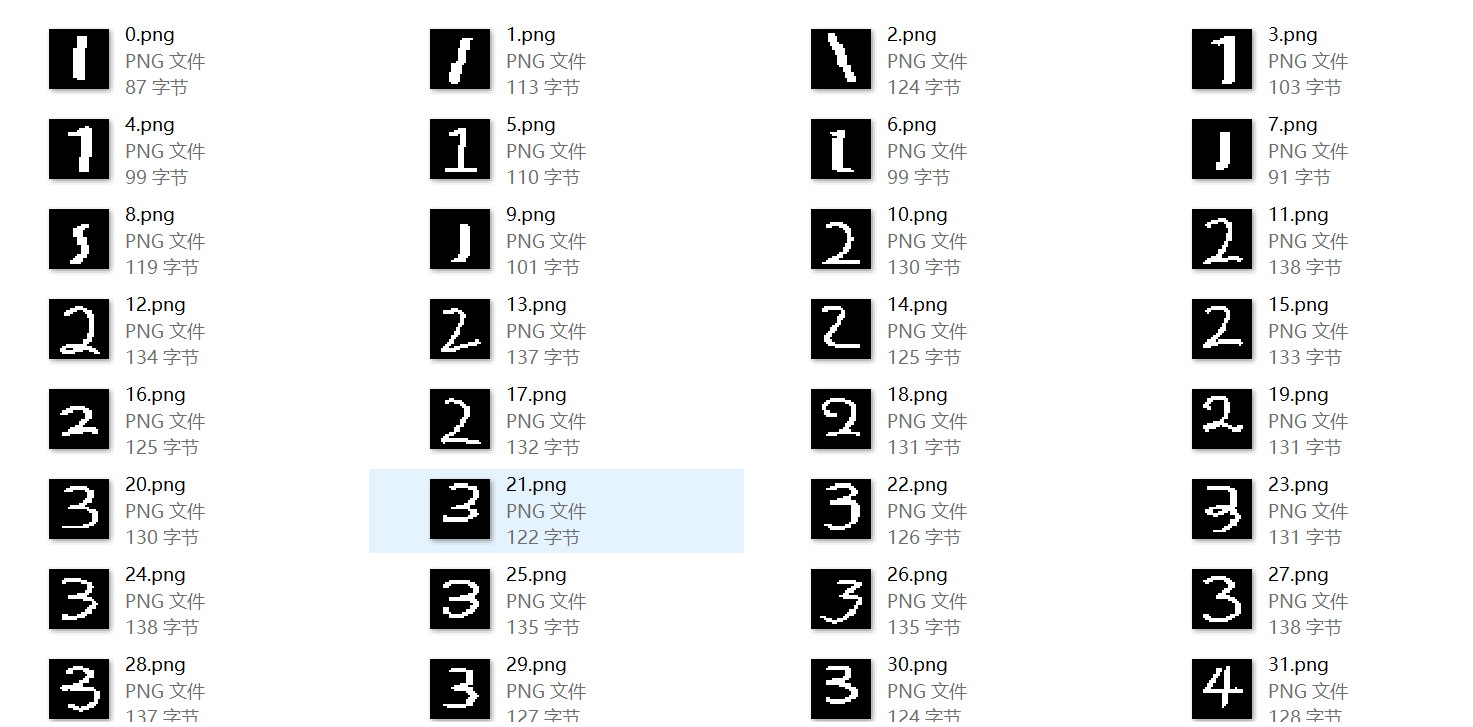 0.png
PNG 文件
87 字节
1.png
PNG 文件
113 字节
2.png
PNG 文件
124 字节
3.png
PNG 文件
103 字节
4.png
PNG 文件
99 字节
5.png
PNG 文件
110 字节
6.png
PNG 文件
99 字节
7.png
PNG 文件
91 字节
8.png
PNG 文件
119 字节
9.png
PNG 文件
101 字节
10.png
PNG 文件
130 字节
11.png
PNG 文件
138 字节
12.png
PNG 文件
134 字节
13.png
PNG 文件
137 字节
14.png
PNG 文件
125 字节
15.png
PNG 文件
133 字节
16.png
PNG 文件
125 字节
17.png
PNG 文件
132 字节
18.png
PNG 文件
131 字节
19.png
PNG 文件
131 字节
20.png
PNG 文件
130 字节
21.png
PNG 文件
122 字节
22.png
PNG 文件
126 字节
23.png
PNG 文件
131 字节
24.png
PNG 文件
138 字节
25.png
PNG 文件
135 字节
26.png
PNG 文件
135 字节
27.png
PNG 文件
138 字节
28.png
PNG 文件
137 字节
29.png
PNG 文件
127 字节
30.png
PNG 文件
124 字节
31.png
PNG 文件
128 字节